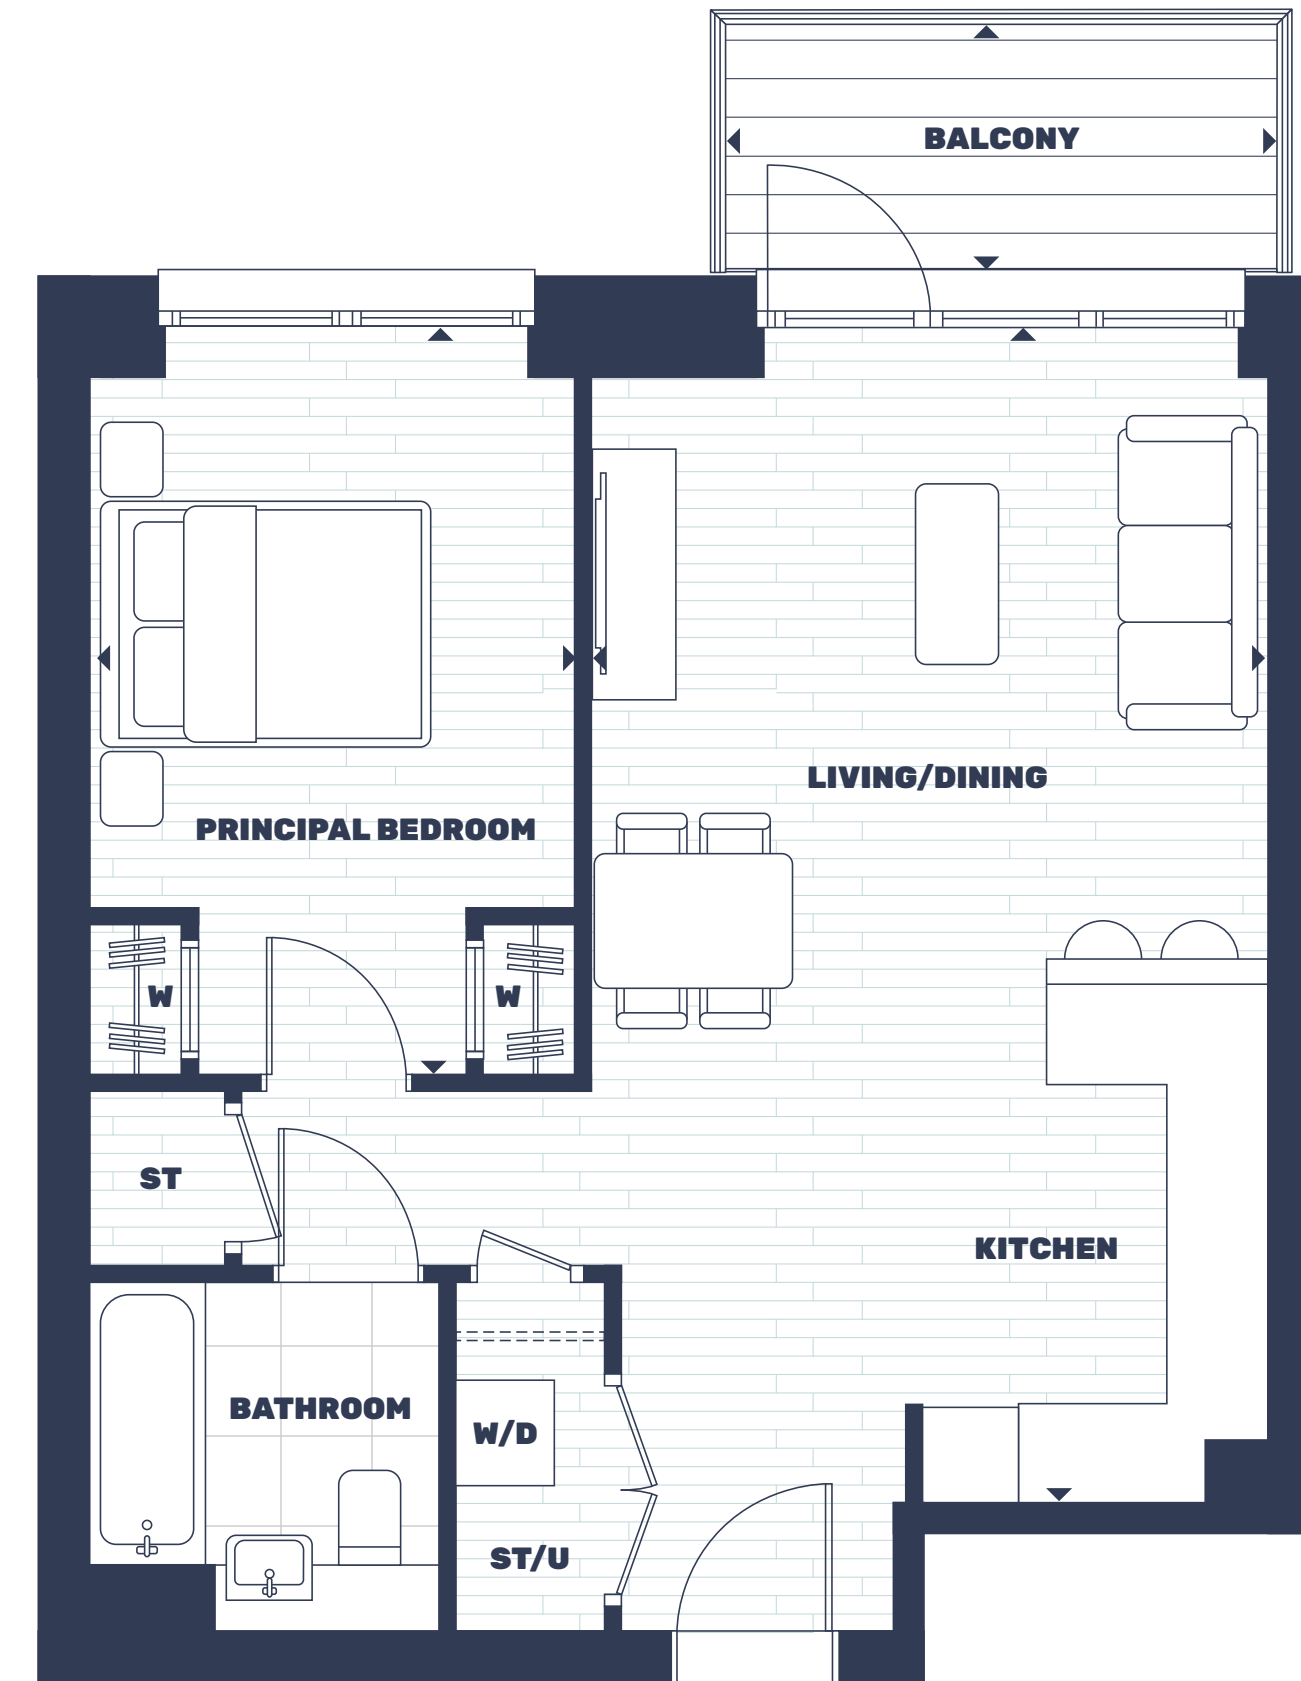 BALCONY
LIVING/DINING
PRINCIPAL BEDROOM
W
W
ST
KITCHEN
BATHROOM
W/D
ST/U